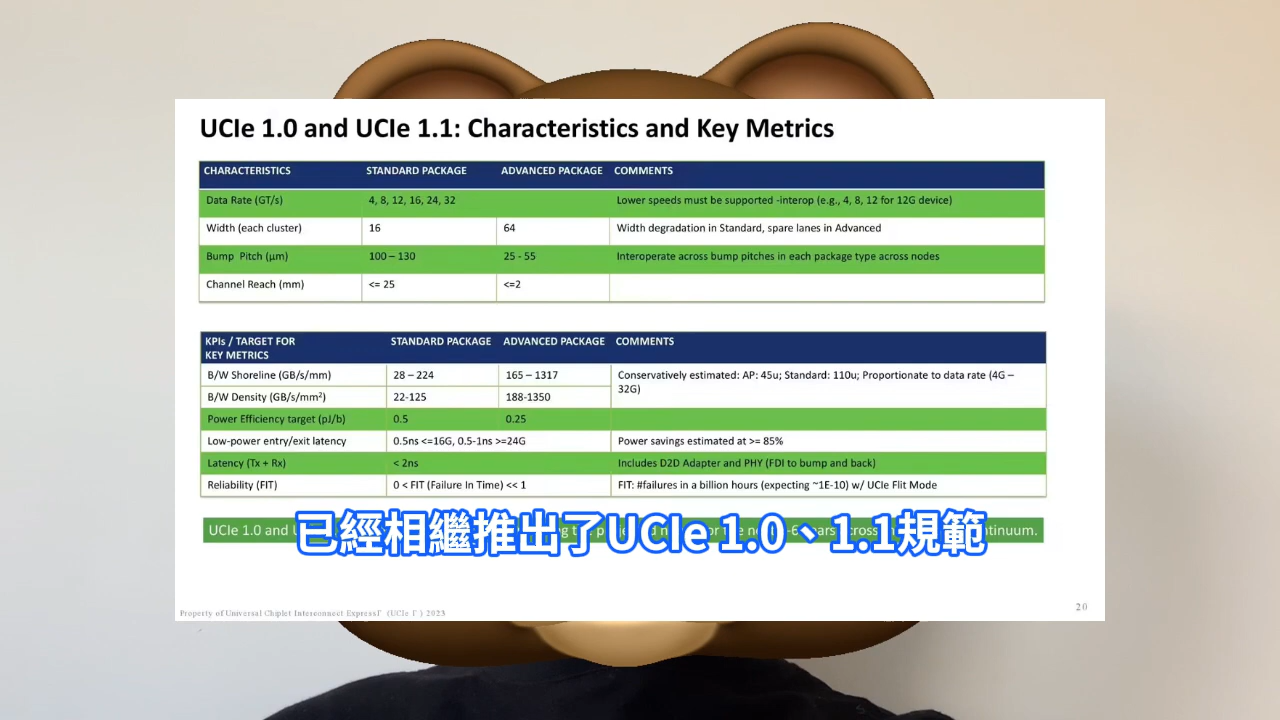 UCIe 1.0 and UCIe 1.1: Characteristics and Key Metrics
CHARACTERISTICS STANDARD PACKAGE ADVANCED PACKAGE COMMENTS
Data Rate (GT/s) 4, 8, 12, 16, 24, 32 Lower speeds must be supported -interop (e.g., 4, 8, 12 for 12G device)
Width (each cluster) 16 64 Width degradation in Standard, spare lanes in Advanced
Bump Pitch (µm) 100 – 130 25 - 55 Interoperate across bump pitches in each package type across nodes
Channel Reach (mm) <= 25 <=2
KPIs / TARGET FOR
KEY METRICS STANDARD PACKAGE ADVANCED PACKAGE COMMENTS
B/W Shoreline (GB/s/mm) 28 – 224 165 – 1317 Conservatively estimated: AP: 45u; Standard: 110u; Proportionate to data rate (4G –
32G)
B/W Density (GB/s/mm²) 22-125 188-1350
Power Efficiency target (pJ/b) 0.5 0.25
Low-power entry/exit latency 0.5ns <=16G, 0.5-1ns >=24G Power savings estimated at >= 85%
Latency (Tx + Rx) < 2ns Includes D2D Adapter and PHY (FDI to bump and back)
Reliability (FIT) 0 < FIT (Failure In Time) << 1 FIT: #failures in a billion hours (expecting ~1E-10) w/ UCIe Flit Mode
UCIe 1.0 and
已經相繼推出了UCIe 1.0、1.1規範
Property of Universal Chiplet Interconnect Express (UCIe) 2023
20